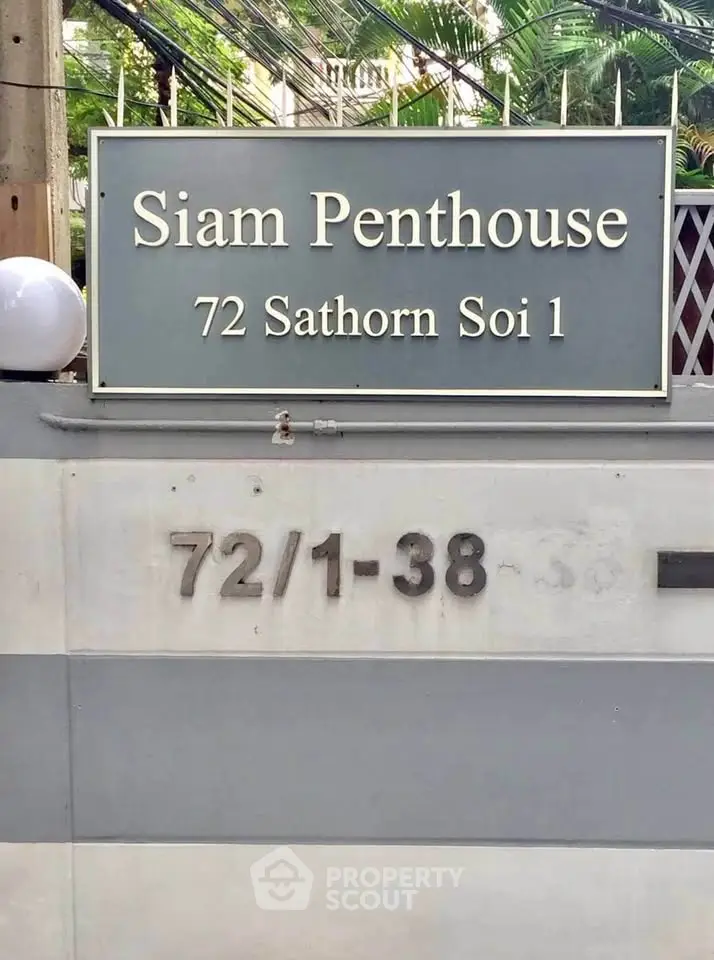 Siam Penthouse
72 Sathorn Soi 1
72/1-38
PROPERTY
SCOUT